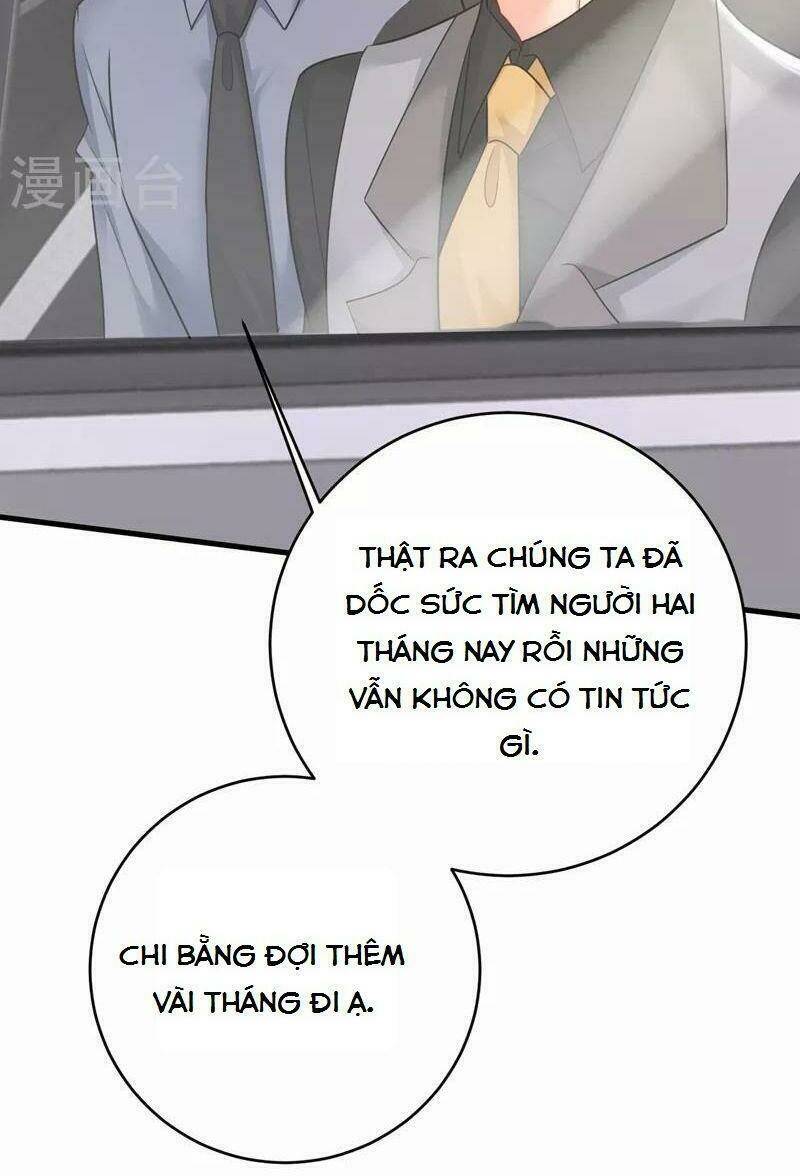 漫画台
THẬT RA CHÚNG TA ĐÃ
DỐC SỨC TÌM NGƯỜI HAI
THÁNG NAY RỒI NHỮNG
VẪN KHÔNG CÓ TIN TỨC
GÌ.
CHI BẰNG ĐỢI THÊM
VÀI THÁNG ĐI Ạ.